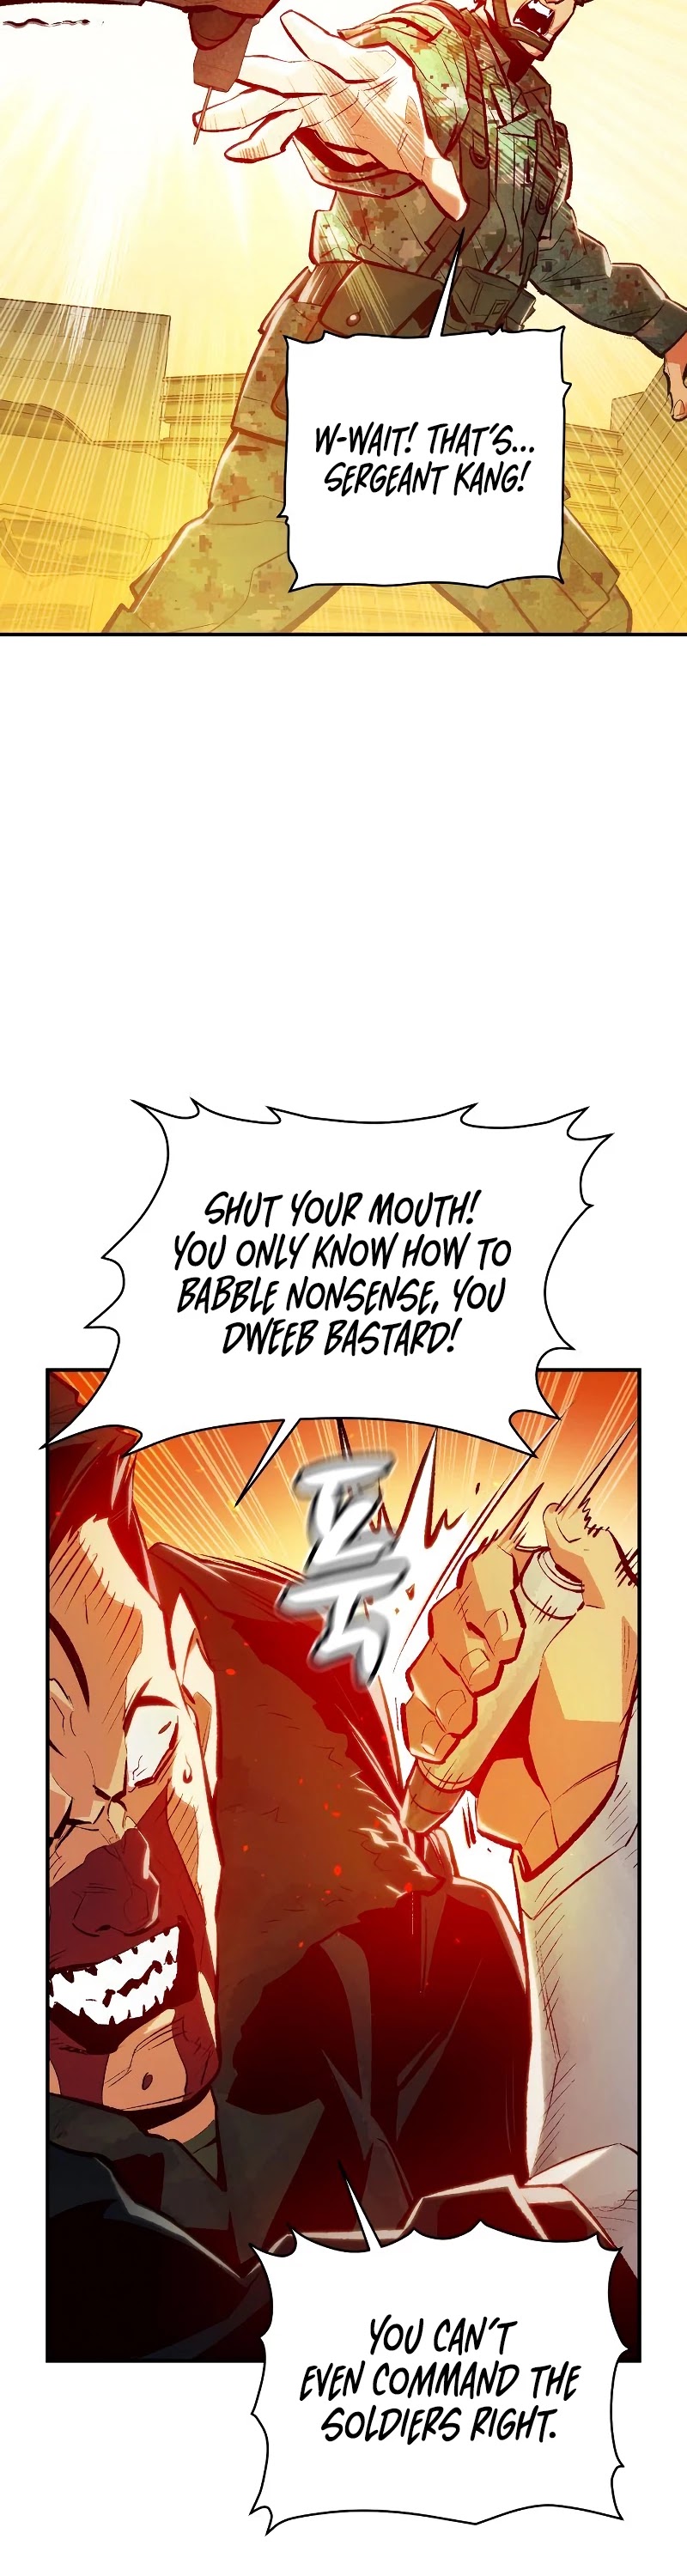 W-WAIT! THAT'S...
SERGEANT KANG!
SHUT YOUR MOUTH!
YOU ONLY KNOW HOW TO
BABBLE NONSENSE, YOU
DWEEB BASTARD!
YOU CAN'T
EVEN COMMAND THE
SOLDIERS RIGHT.